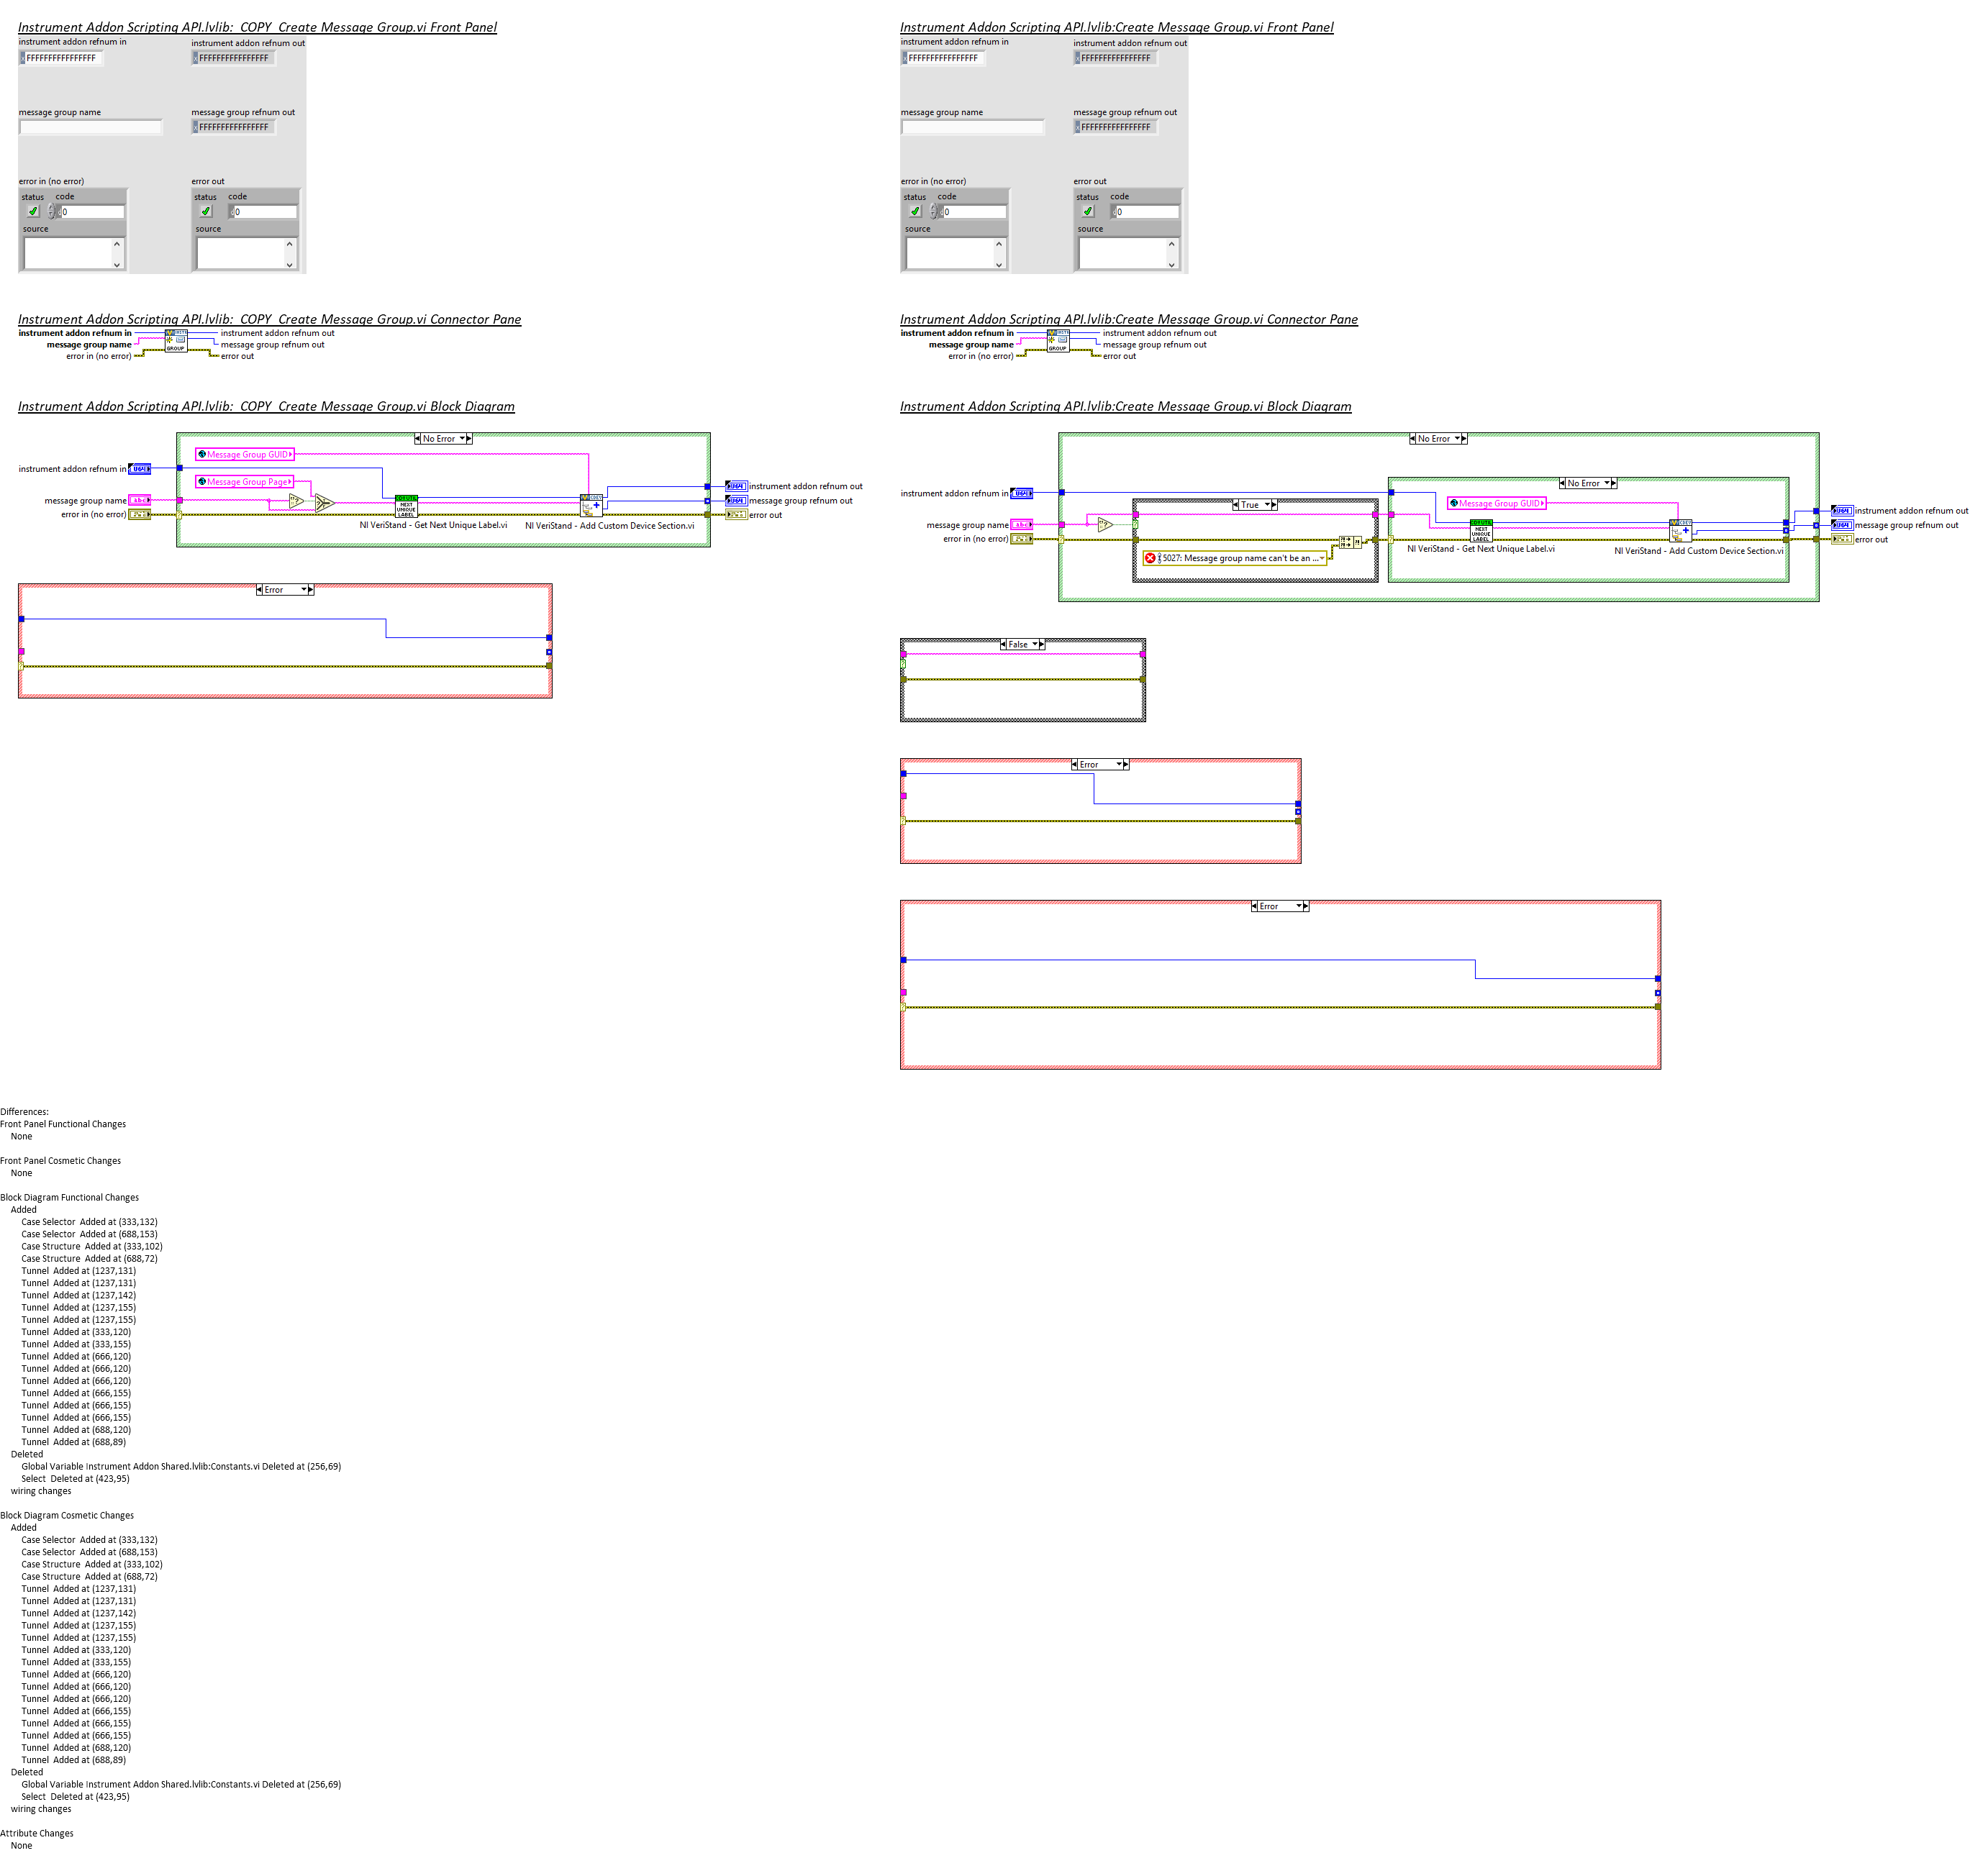 Instrument Addon Scripting API.lvlib:_COPY_Create Message Group.vi Front Panel
instrument addon refnum in
instrument addon refnum out
FFFFFFFFFFFFFFFF
FFFFFFFFFFFFFFFF
message group name
message group refnum out
FFFFFFFFFFFFFFFF
error in (no error)
error out
status code
status code
0
0
source
source
Instrument Addon Scripting API.lvlib:_COPY_Create Message Group.vi Connector Pane
instrument addon refnum in
instrument addon refnum out
message group name
message group refnum out
error in (no error)
error out
GROUP
Instrument Addon Scripting API.lvlib:_COPY_Create Message Group.vi Block Diagram
No Error
Message Group GUID
instrument addon refnum in
Message Group Page
instrument addon refnum out
message group name
abc
message group refnum out
error in (no error)
NEXT
UNIQUE
LABEL
error out
NI VeriStand - Get Next Unique Label.vi
NI VeriStand - Add Custom Device Section.vi
Error
Instrument Addon Scripting API.lvlib:Create Message Group.vi Front Panel
instrument addon refnum in
instrument addon refnum out
FFFFFFFFFFFFFFFF
FFFFFFFFFFFFFFFF
message group name
message group refnum out
FFFFFFFFFFFFFFFF
error in (no error)
error out
status code
status code
0
0
source
source
Instrument Addon Scripting API.lvlib:Create Message Group.vi Connector Pane
instrument addon refnum in
instrument addon refnum out
message group name
message group refnum out
error in (no error)
error out
GROUP
Instrument Addon Scripting API.lvlib:Create Message Group.vi Block Diagram
No Error
No Error
instrument addon refnum in
True
Message Group GUID
instrument addon refnum out
message group name
abc
message group refnum out
error in (no error)
NEXT
UNIQUE
LABEL
error out
5027: Message group name can't be an ...
NI VeriStand - Get Next Unique Label.vi
NI VeriStand - Add Custom Device Section.vi
False
Error
Error
Differences:
Front Panel Functional Changes
None
Front Panel Cosmetic Changes
None
Block Diagram Functional Changes
Added
Case Selector Added at (333,132)
Case Selector Added at (688,153)
Case Structure Added at (333,102)
Case Structure Added at (688,72)
Tunnel Added at (1237,131)
Tunnel Added at (1237,131)
Tunnel Added at (1237,142)
Tunnel Added at (1237,155)
Tunnel Added at (1237,155)
Tunnel Added at (333,120)
Tunnel Added at (333,155)
Tunnel Added at (666,120)
Tunnel Added at (666,120)
Tunnel Added at (666,120)
Tunnel Added at (666,155)
Tunnel Added at (666,155)
Tunnel Added at (666,155)
Tunnel Added at (688,120)
Tunnel Added at (688,89)
Deleted
Global Variable Instrument Addon Shared.lvlib:Constants.vi Deleted at (256,69)
Select Deleted at (423,95)
wiring changes
Block Diagram Cosmetic Changes
Added
Case Selector Added at (333,132)
Case Selector Added at (688,153)
Case Structure Added at (333,102)
Case Structure Added at (688,72)
Tunnel Added at (1237,131)
Tunnel Added at (1237,131)
Tunnel Added at (1237,142)
Tunnel Added at (1237,155)
Tunnel Added at (1237,155)
Tunnel Added at (333,120)
Tunnel Added at (333,155)
Tunnel Added at (666,120)
Tunnel Added at (666,120)
Tunnel Added at (666,120)
Tunnel Added at (666,155)
Tunnel Added at (666,155)
Tunnel Added at (666,155)
Tunnel Added at (688,120)
Tunnel Added at (688,89)
Deleted
Global Variable Instrument Addon Shared.lvlib:Constants.vi Deleted at (256,69)
Select Deleted at (423,95)
wiring changes
Attribute Changes
None